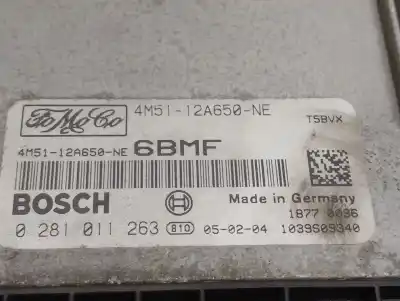 FoMoCo 4M51-12A650-NE
TSBVX
4M51-12A650-NE 6BMF
BOSCH
Made in Germany
1877 0036
0 281 011 263 810 05-02-04 1039S09340